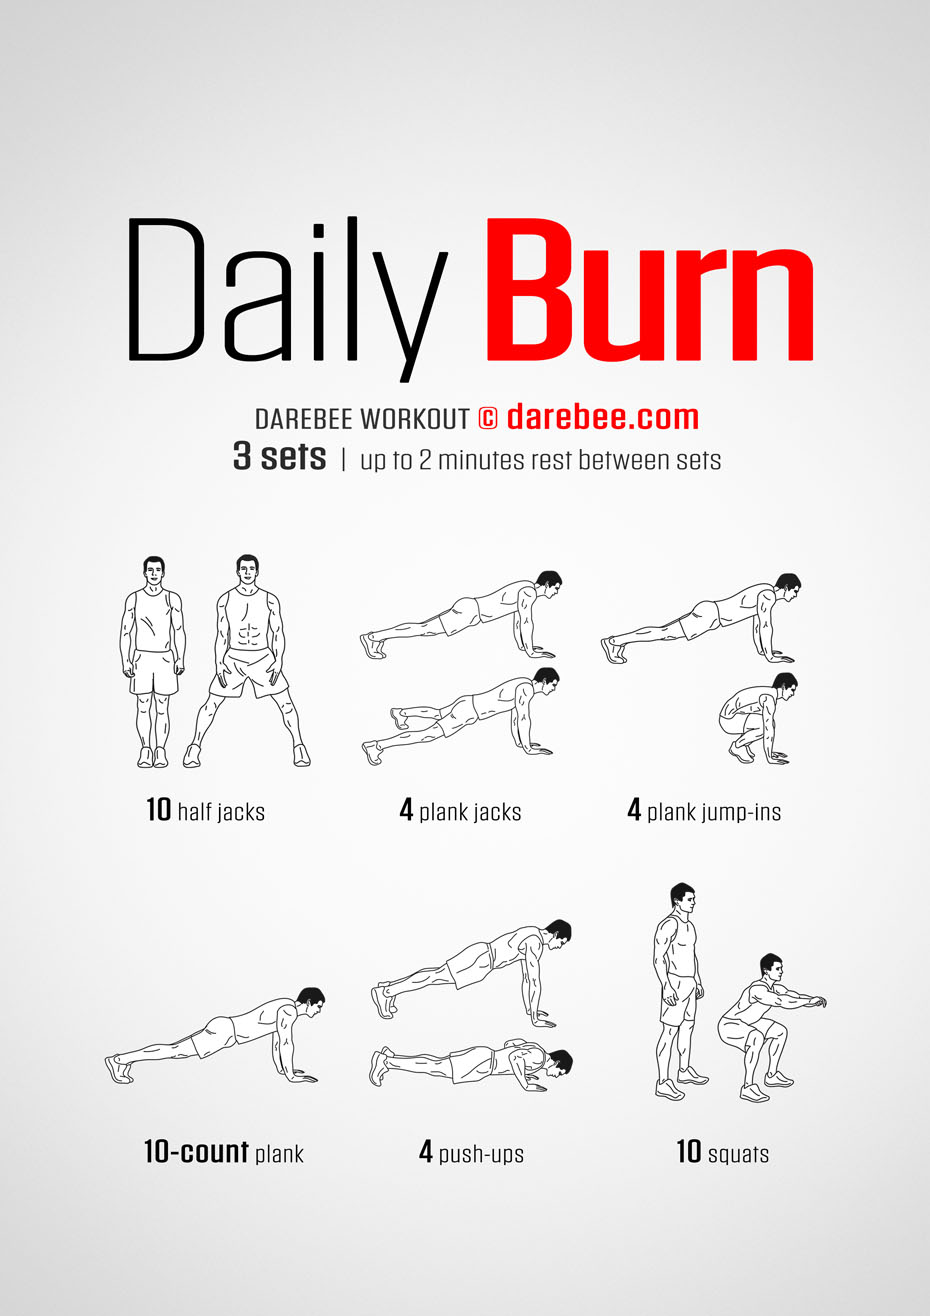 Daily Burn
DAREBEE WORKOUT © darebee.com
3 sets | up to 2 minutes rest between sets
10 half jacks
4 plank jacks
4 plank jump-ins
10-count plank
4 push-ups
10 squats